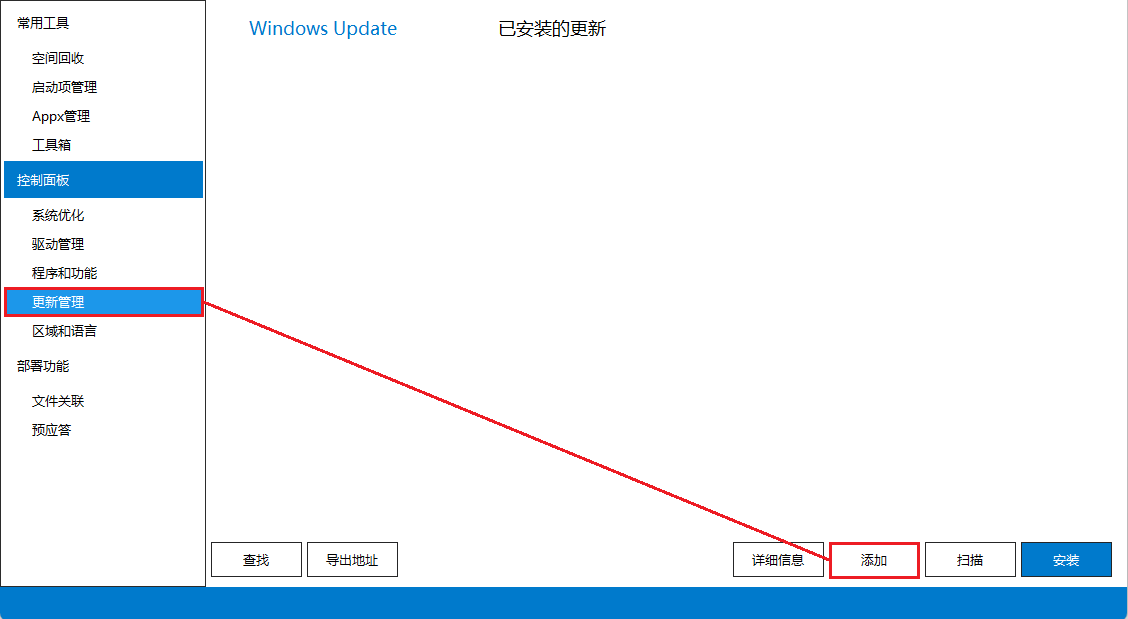 常用工具
空间回收
启动项管理
Appx管理
工具箱
控制面板
系统优化
驱动管理
程序和功能
更新管理
区域和语言
部署功能
文件关联
预应答
Windows Update
已安装的更新
查找
导出地址
详细信息
添加
扫描
安装